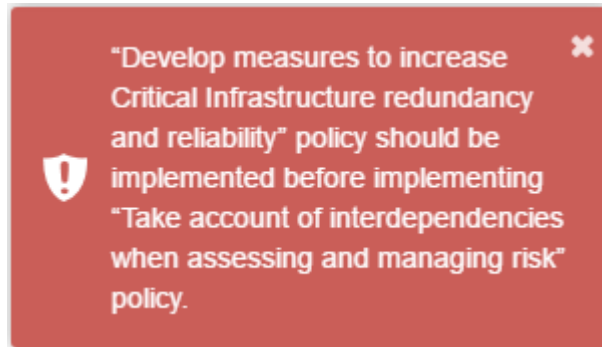 “Develop measures to increase
Critical Infrastructure redundancy
and reliability” policy should be
implemented before implementing
“Take account of interdependencies
when assessing and managing risk”
policy.